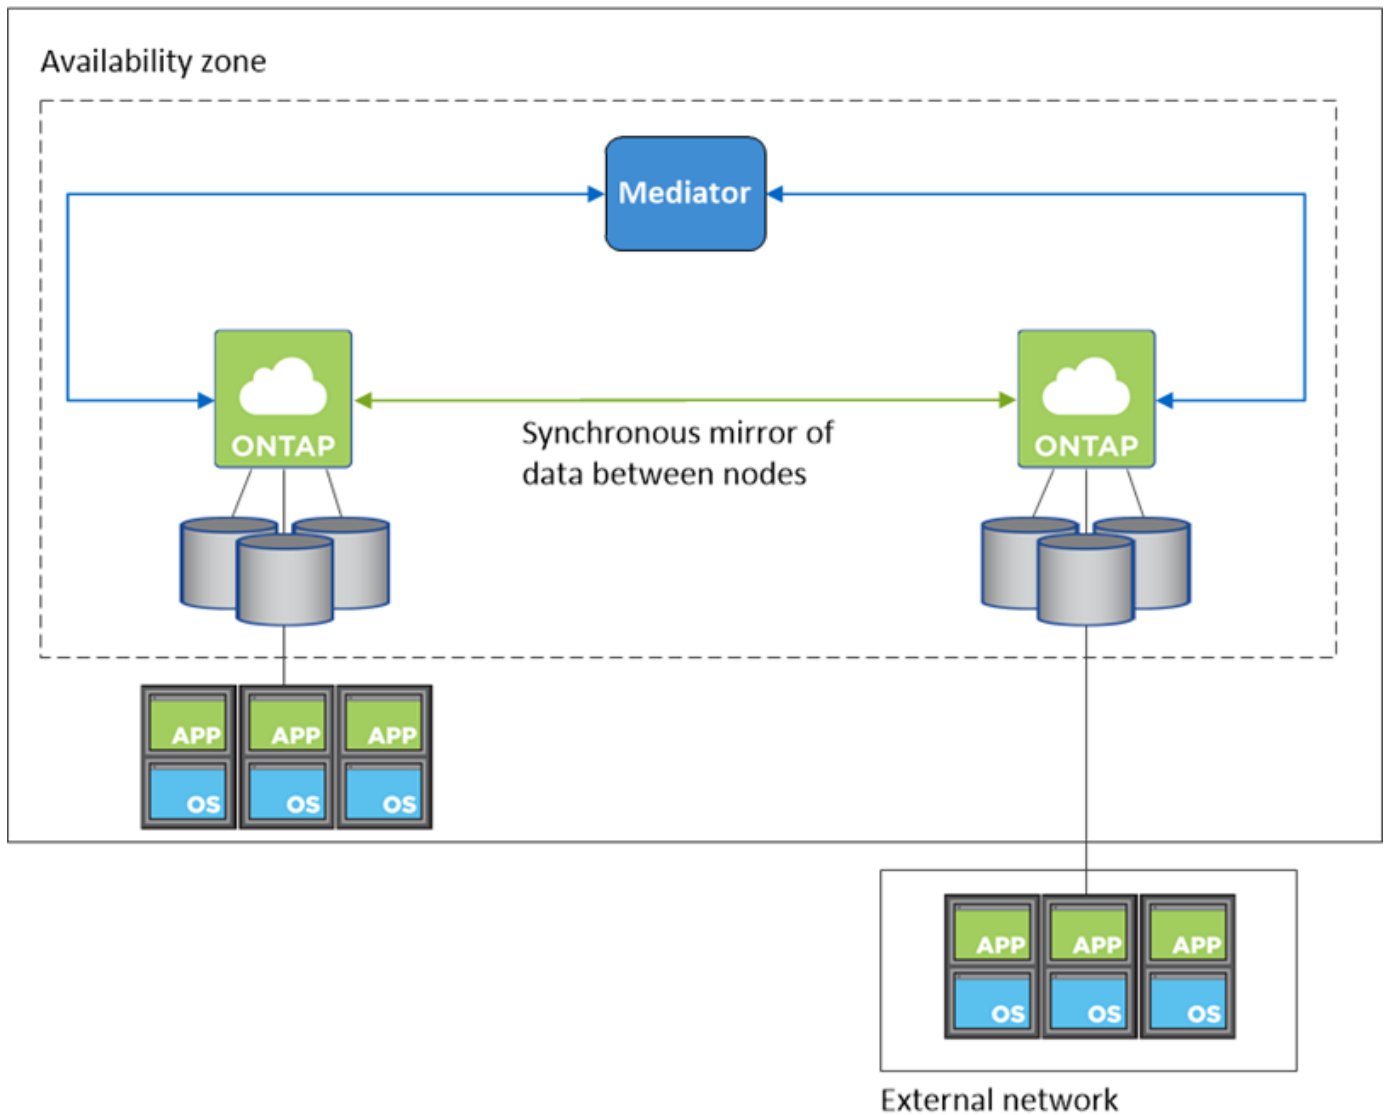 Availability zone
Mediator
ONTAP
ONTAP
Synchronous mirror of
data between nodes
APP
APP
APP
OS
OS
OS
APP
APP
APP
OS
OS
OS
External network